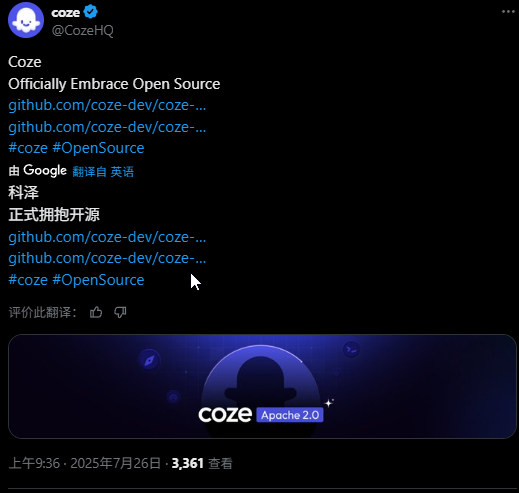 coze
@CozeHQ
Coze
Officially Embrace Open Source
github.com/coze-dev/coze-...
github.com/coze-dev/coze-...
#coze #OpenSource
由 Google 翻译自 英语
科泽
正式拥抱开源
github.com/coze-dev/coze-...
github.com/coze-dev/coze-...
#coze #OpenSource
评价此翻译：
coze Apache 2.0
上午9:36 · 2025年7月26日 · 3,361 查看